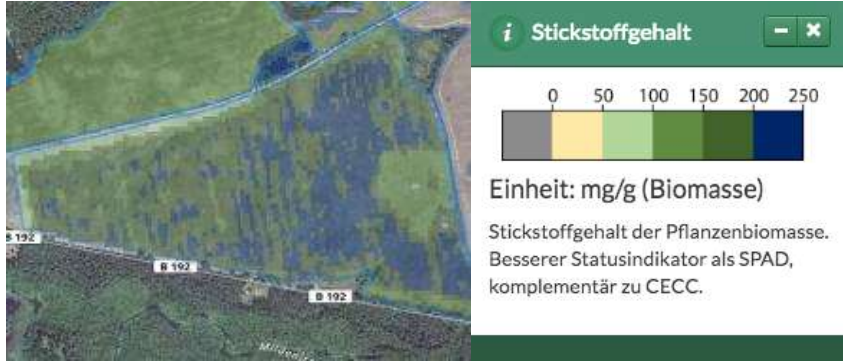 B 192
B 192
B 192
i Stickstoffgehalt
0 50 100 150 200 250
Einheit: mg/g (Biomasse)
Stickstoffgehalt der Pflanzenbiomasse.
Besserer Statusindikator als SPAD,
komplementär zu CECC.